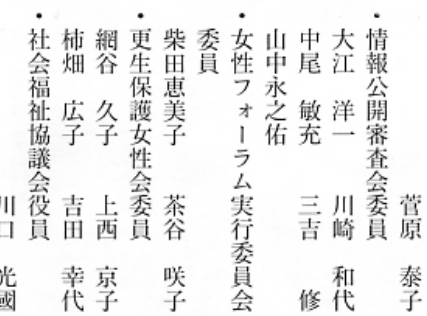 菅原 泰子
・情報公開審査会委員
大江 洋一 川崎 和代
中尾 敏充 三吉 修
山中永之佑
・女性フォーラム実行委員会
委員
柴田恵美子 茶谷 咲子
・更生保護女性会委員
網谷 久子 上西 京子
柿畑 広子 吉田 幸代
・社会福祉協議会役員
川口 光國